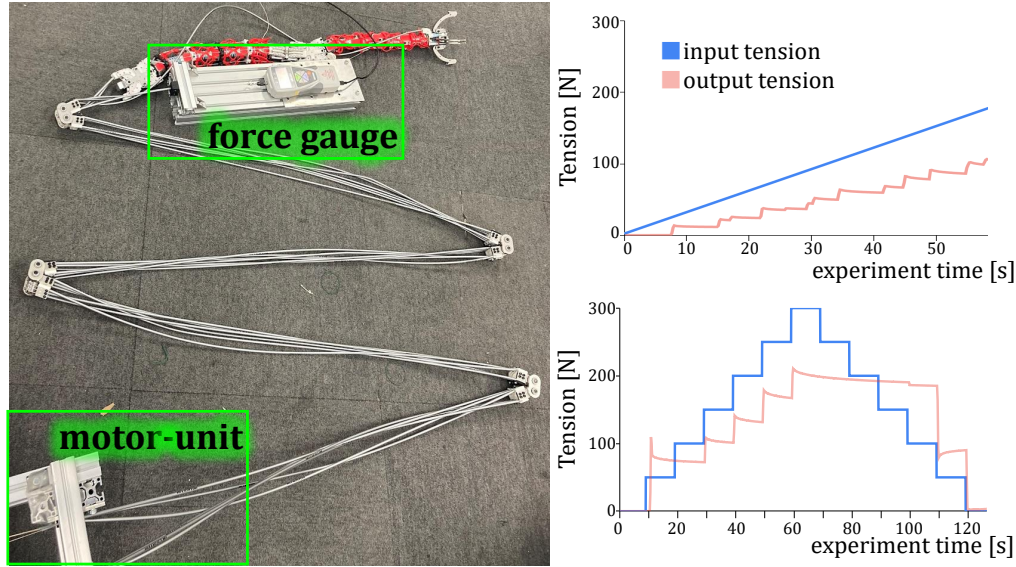 force gauge
motor-unit
300
200
100
0
Tension [N]
input tension
output tension
0
10
20
30
40
50
experiment time [s]
300
200
100
0
Tension [N]
0
20
40
60
80
100
120
experiment time [s]